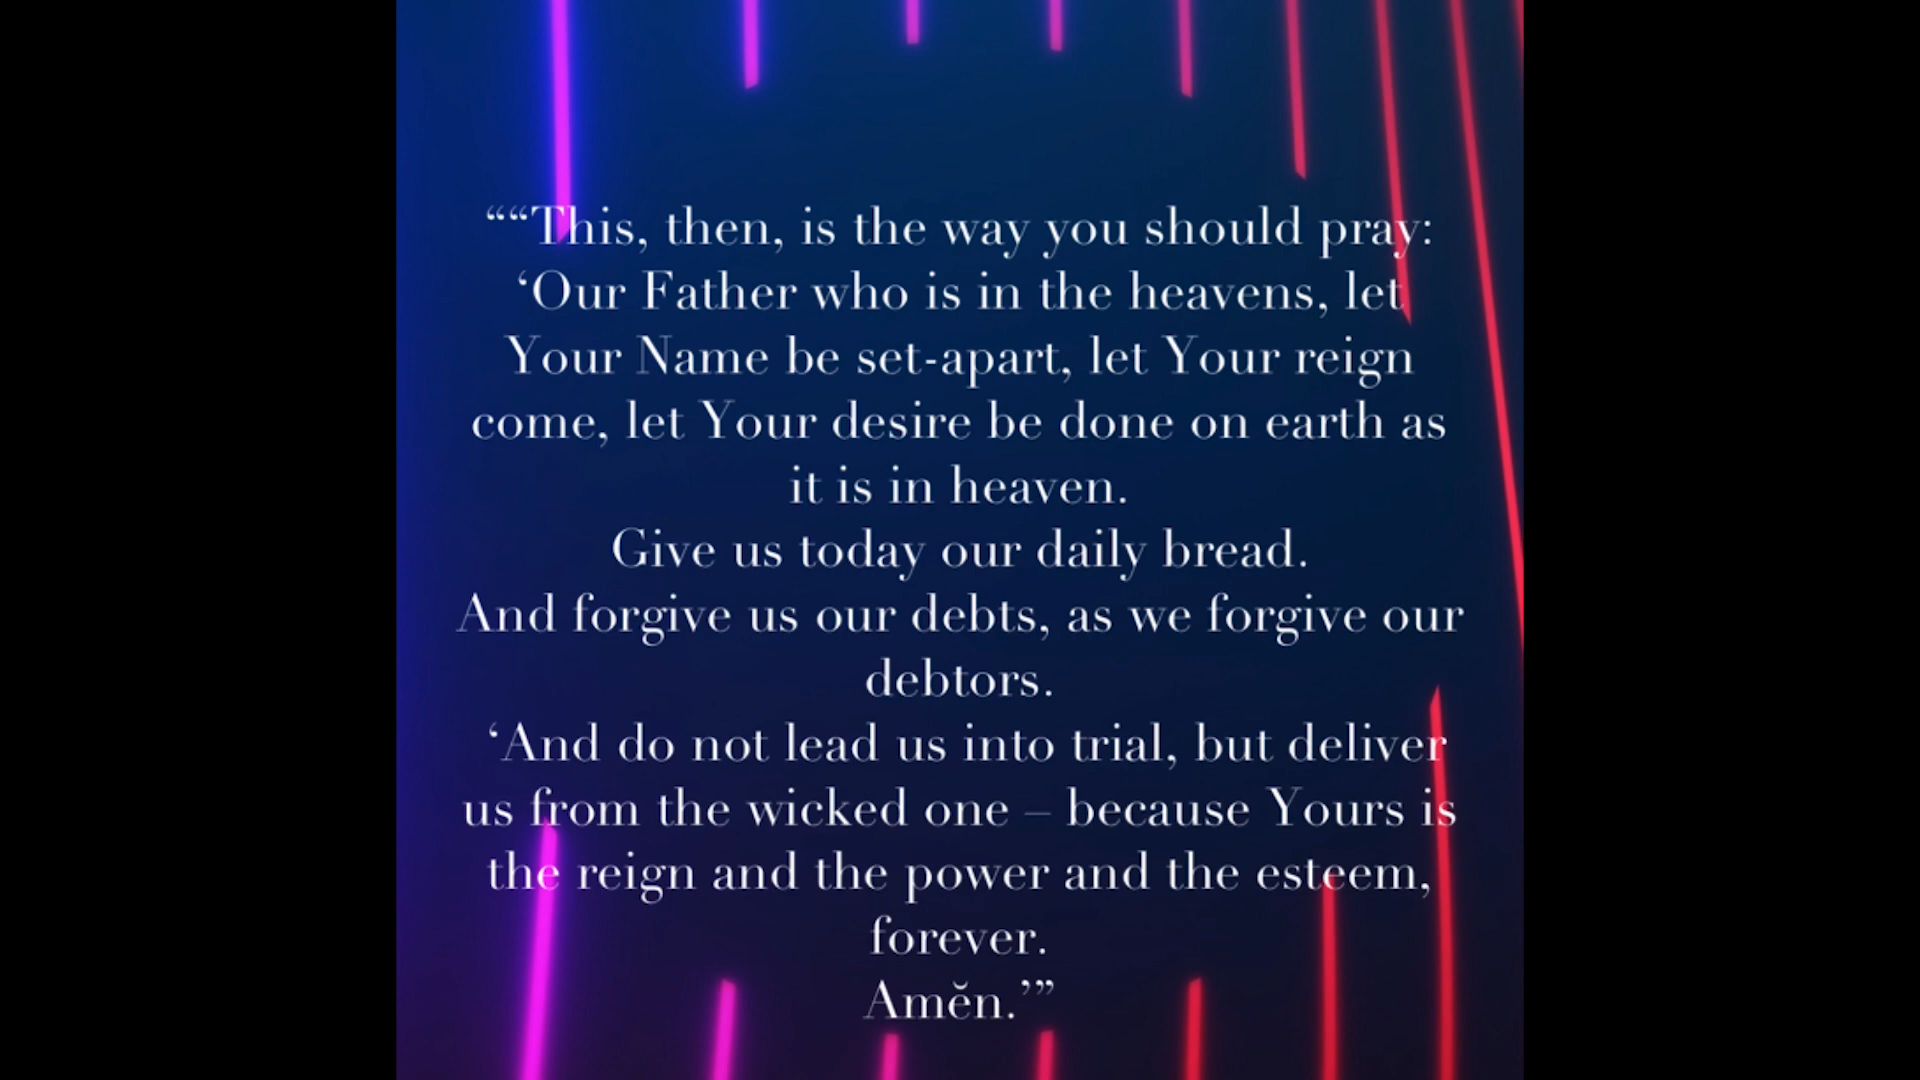 ““This, then, is the way you should pray:
‘Our Father who is in the heavens, let
Your Name be set-apart, let Your reign
come, let Your desire be done on earth as
it is in heaven.
Give us today our daily bread.
And forgive us our debts, as we forgive our
debtors.
‘And do not lead us into trial, but deliver
us from the wicked one – because Yours is
the reign and the power and the esteem,
forever.
Amĕn.’”